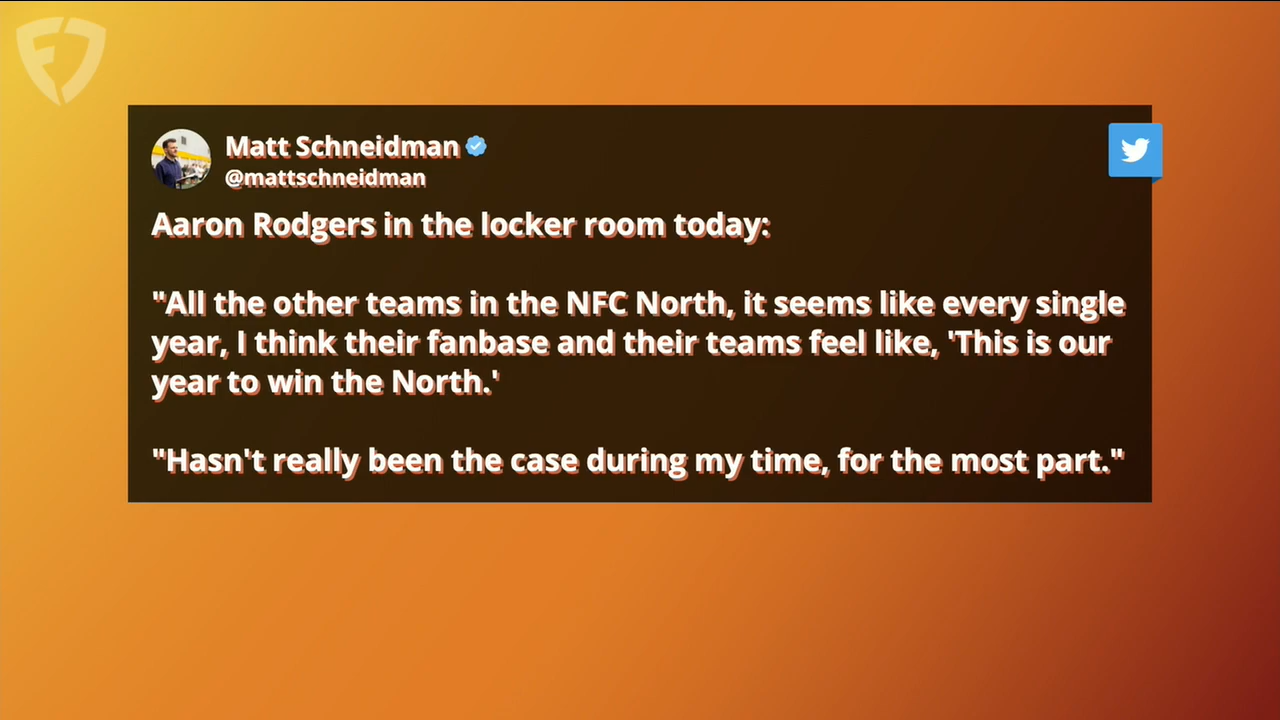 Matt Schneidman
@mattschneidman
Aaron Rodgers in the locker room today:
"All the other teams in the NFC North, it seems like every single
year, I think their fanbase and their teams feel like, 'This is our
year to win the North.'
"Hasn't really been the case during my time, for the most part."